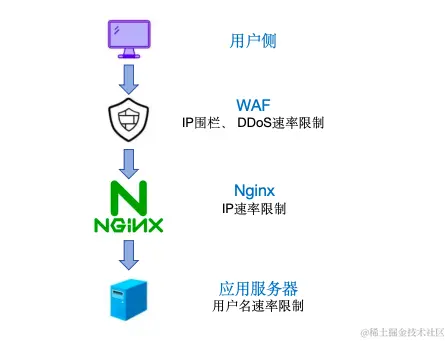 用户侧
WAF
IP围栏、 DDoS速率限制
Nginx
NGINX
IP速率限制
应用服务器
用户名速率限制
@稀土掘金技术社区